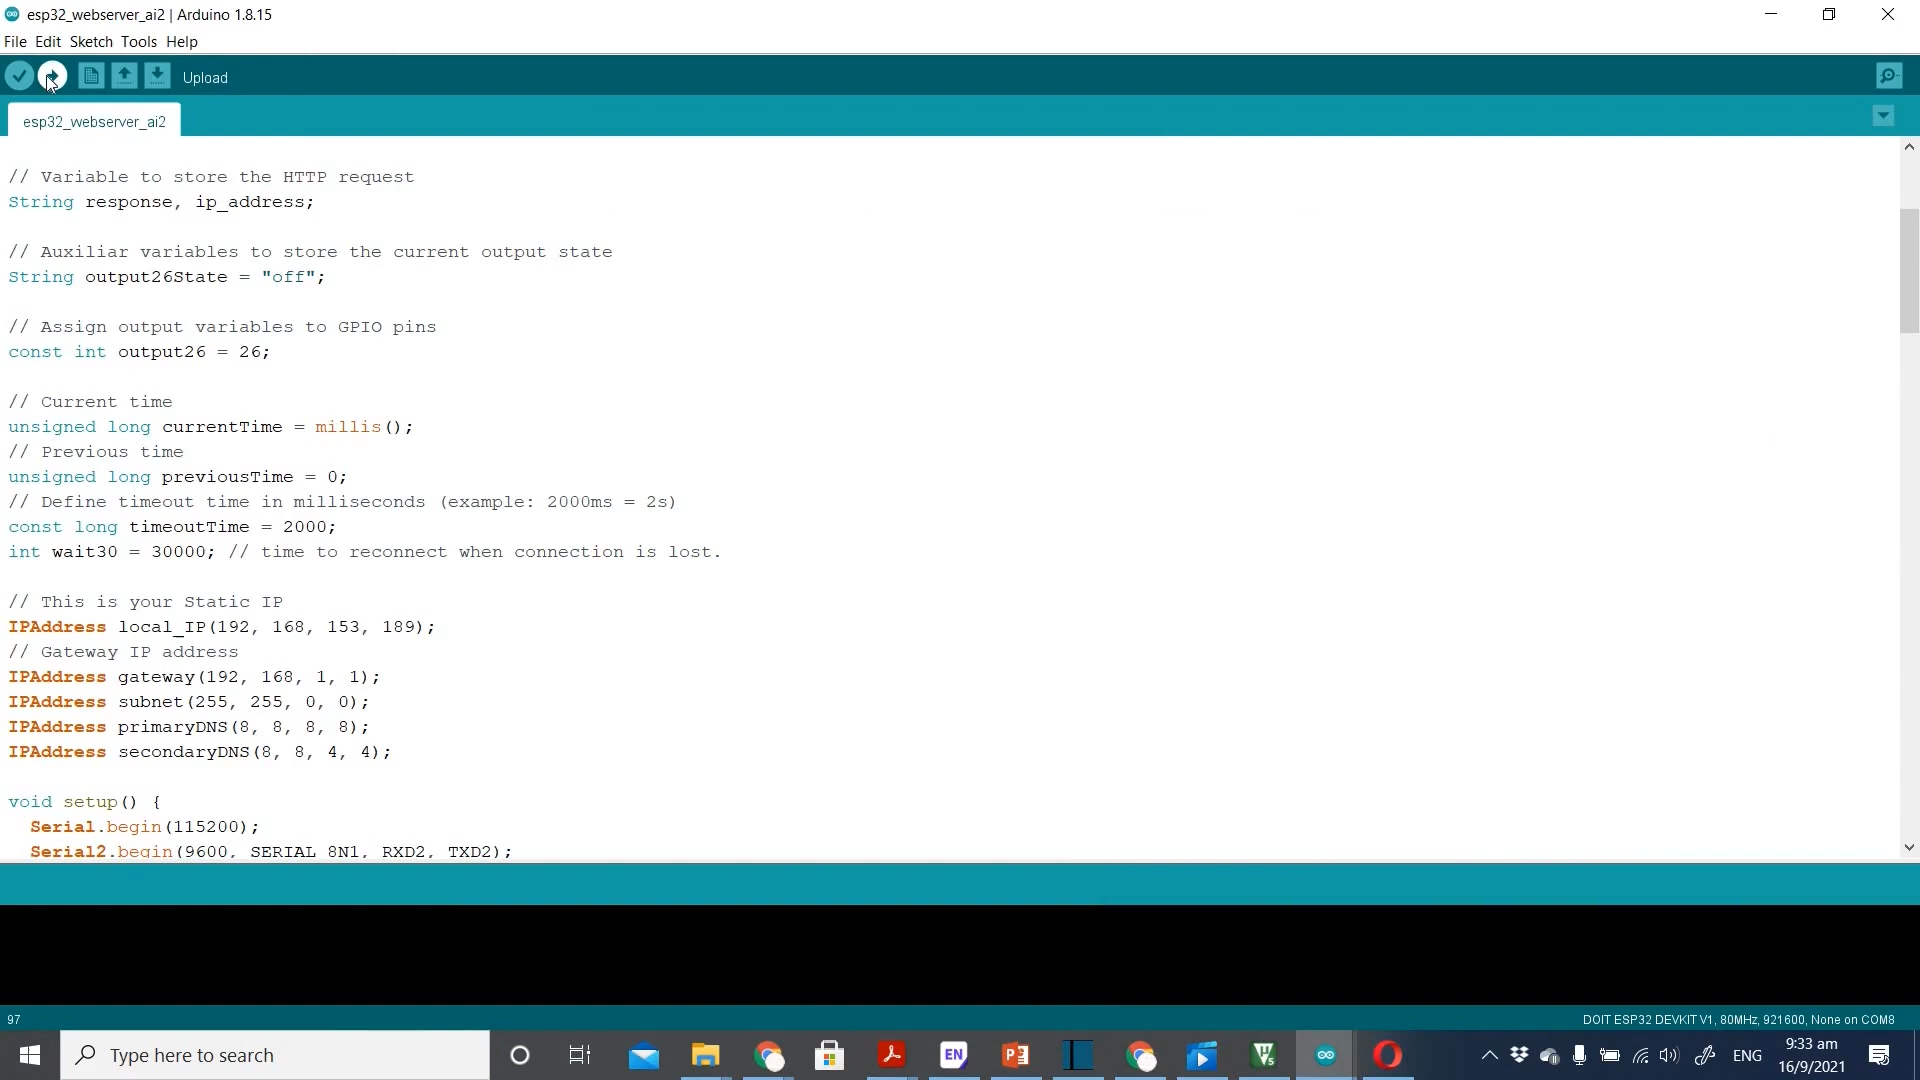 esp32_webserver_ai2 | Arduino 1.8.15
File Edit Sketch Tools Help
Upload
esp32_webserver_ai2
// Variable to store the HTTP request
String response, ip_address;
// Auxiliar variables to store the current output state
String output26State = "off";
// Assign output variables to GPIO pins
const int output26 = 26;
// Current time
unsigned long currentTime = millis();
// Previous time
unsigned long previousTime = 0;
// Define timeout time in milliseconds (example: 2000ms = 2s)
const long timeoutTime = 2000;
int wait30 = 30000; // time to reconnect when connection is lost.
// This is your Static IP
IPAddress local_IP(192, 168, 153, 189);
// Gateway IP address
IPAddress gateway(192, 168, 1, 1);
IPAddress subnet(255, 255, 0, 0);
IPAddress primaryDNS(8, 8, 8, 8);
IPAddress secondaryDNS(8, 8, 4, 4);
void setup() {
Serial.begin(115200);
Serial2.begin(9600, SERIAL_8N1, RXD2, TXD2);
97
DOIT ESP32 DEVKIT V1, 80MHz, 921600, None on COM8
Type here to search
EN
ENG
9:33 am
16/9/2021